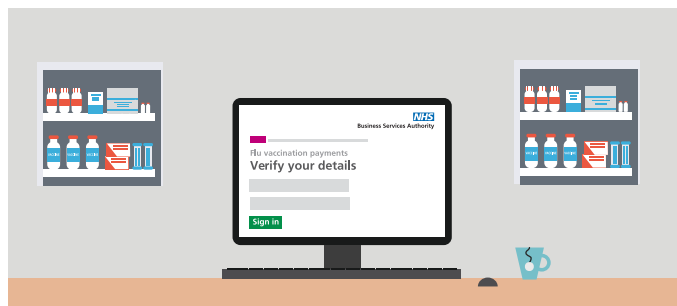 NHS
Business Services Authority
Flu vaccination payments
Verify your details
Sign in